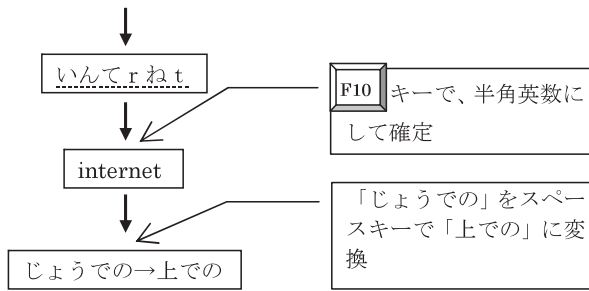 いんてrねt
F10 キーで、半角英数に
して確定
internet
「じょうでの」をスペー
スキーで「上での」に変
換
じょうでの→上での